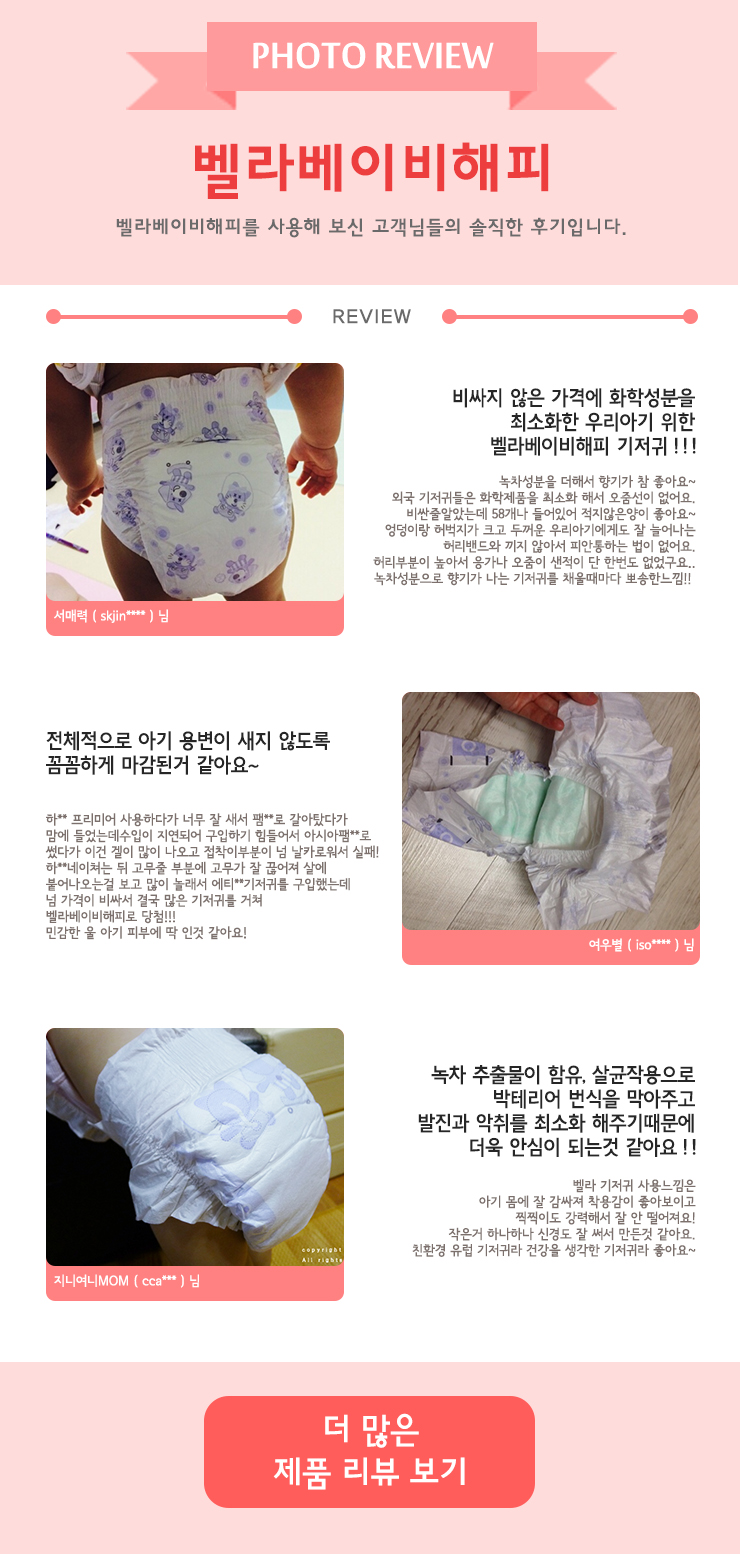 PHOTO REVIEW
벨라베이비해피
벨라베이비해피를 사용해 보신 고객님들의 솔직한 후기입니다.
REVIEW
비싸지 않은 가격에 화학성분을
최소화한 우리아기 위한
벨라베이비해피 기저귀 ! ! !
녹차성분을 더해서 향기가 참 좋아요~
외국 기저귀들은 화학제품을 최소화 해서 오줌선이 없어요.
비싼줄알았는데 58개나 들어있어 적지않은양이 좋아요~
엉덩이랑 허벅지가 크고 두꺼운 우리아기에게도 잘 늘어나는
허리밴드와 끼지 않아서 피안통하는 법이 없어요.
허리부분이 높아서 응가나 오줌이 샌적이 단 한번도 없었구요..
녹차성분으로 향기가 나는 기저귀를 채울때마다 뽀송한느낌!!
서매력 ( skjin**** ) 님
전체적으로 아기 용변이 새지 않도록
꼼꼼하게 마감된거 같아요~
하** 프리미어 사용하다가 너무 잘 새서 팸**로 갈아탔다가
맘에 들었는데수입이 지연되어 구입하기 힘들어서 아시아팸**로
썼다가 이건 겔이 많이 나오고 접착이부분이 넘 날카로워서 실패!
하**네이쳐는 뒤 고무줄 부분에 고무가 잘 끊어져 살에
붙어나오는걸 보고 많이 놀래서 에티**기저귀를 구입했는데
넘 가격이 비싸서 결국 많은 기저귀를 거쳐
벨라베이비해피로 당첨!!!
민감한 울 아기 피부에 딱 인것 같아요!
여우별 ( iso**** ) 님
녹차 추출물이 함유, 살균작용으로
박테리어 번식을 막아주고
발진과 악취를 최소화 해주기때문에
더욱 안심이 되는것 같아요 ! !
벨라 기저귀 사용느낌은
아기 몸에 잘 감싸져 착용감이 좋아보이고
찍찍이도 강력해서 잘 안 떨어져요!
작은거 하나하나 신경도 잘 써서 만든것 같아요.
친환경 유럽 기저귀라 건강을 생각한 기저귀라 좋아요~
copyright
All rights
지니여니MOM ( cca*** ) 님
더 많은
제품 리뷰 보기